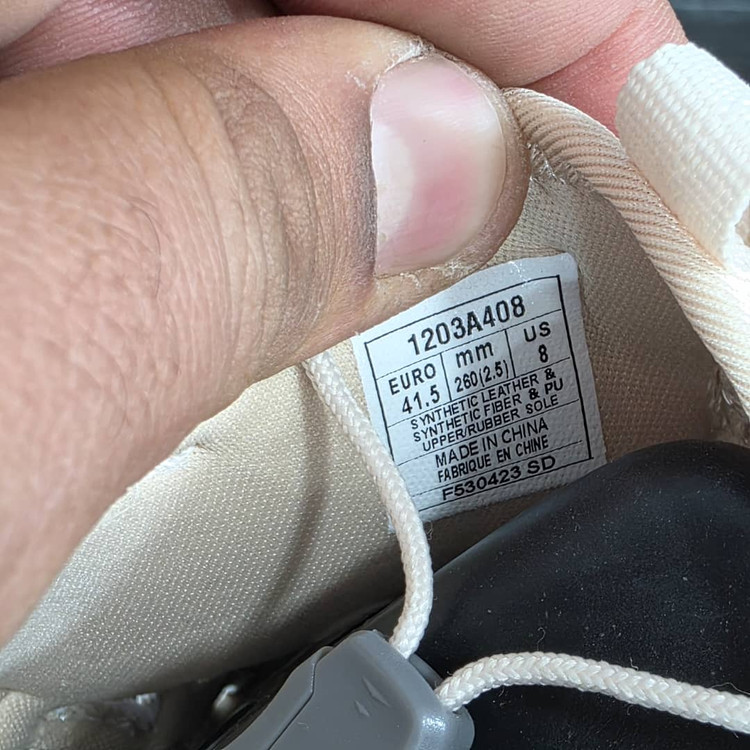 1203A408
EURO mm US
41.5 260(2.5) 8
SYNTHETIC LEATHER &
SYNTHETIC FIBER & PU
UPPER/RUBBER SOLE
MADE IN CHINA
FABRIQUE EN CHINE
F530423 SD